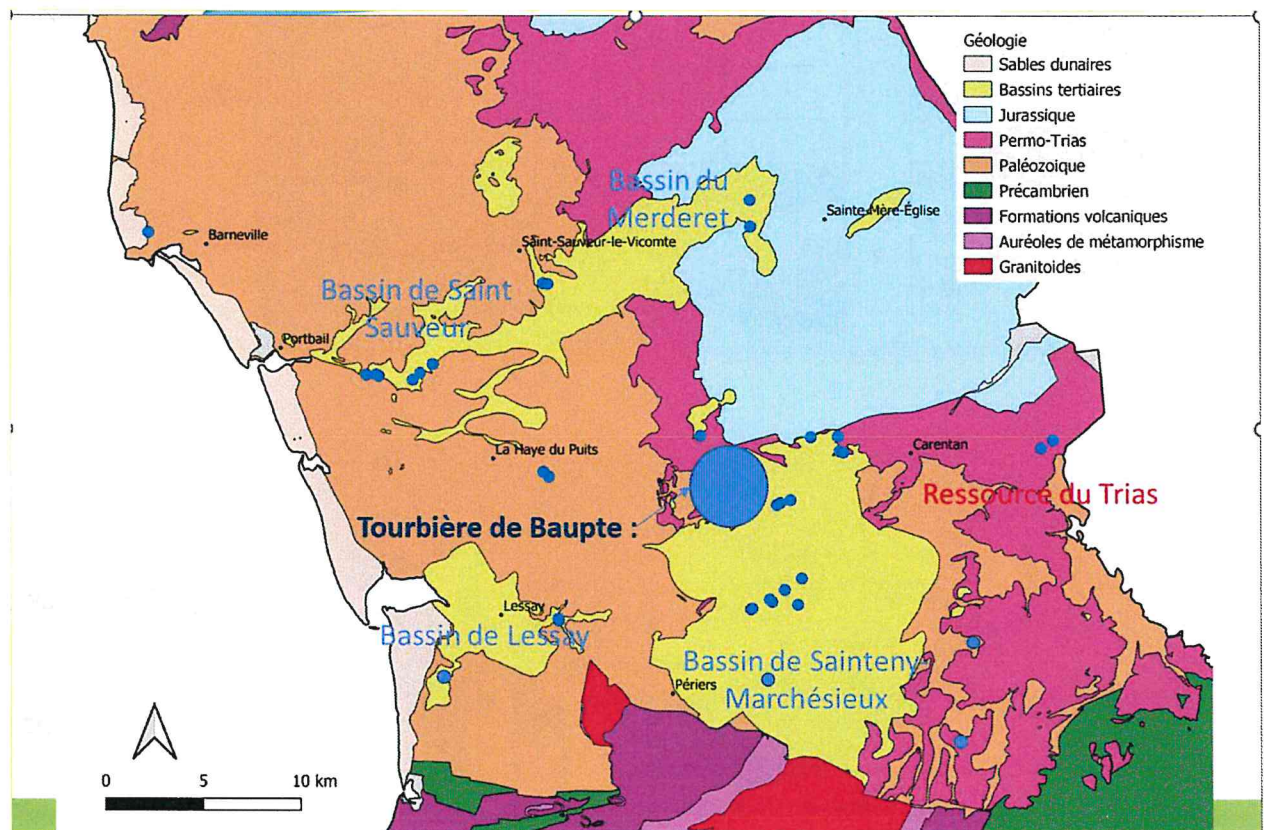 Géologie
Sables dunaires
Bassins tertiaires
Jurassique
Permo-Trias
Paléozoique
Précambrien
Formations volcaniques
Auréoles de métamorphisme
Granitoides
Bassin du
Merderet
Sainte-Mère-Église
Barneville
Saint-Sauveur-le-Vicomte
Bassin de Saint
Sauveur
Portbail
La Haye du Puits
Carentan
Ressource du Trias
Tourbière de Baupte :
Lessay
Bassin de Lessay
Bassin de Sainteny
Marchésieux
Périers
0 5 10 km